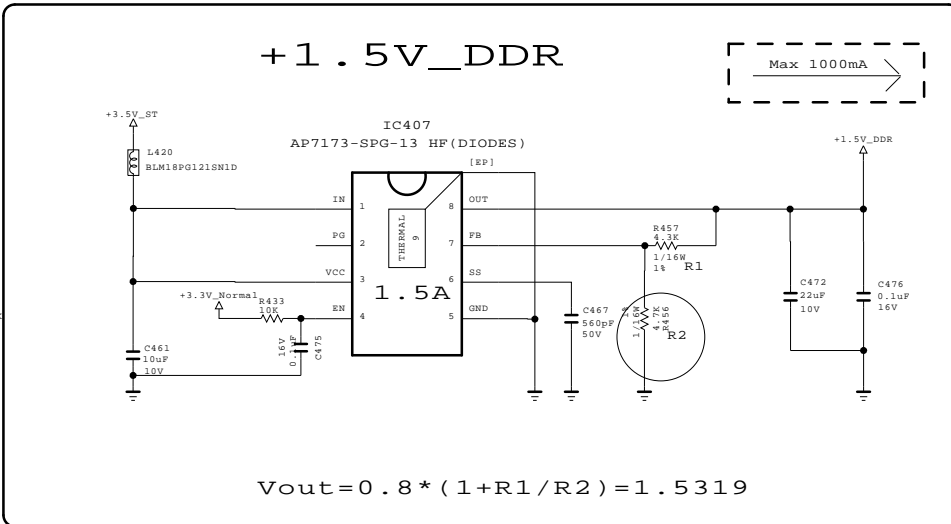 +1.5V_DDR
Max 1000mA
+3.5V_ST
L420
BLM18PG121SN1D
IC407
AP7173-SPG-13 HF(DIODES)
[EP]
+1.5V_DDR
IN
1
8
OUT
THERMAL
9
PG
2
7
FB
R457
4.3K
1/16W
1%
R1
VCC
3
6
SS
1.5A
+3.3V_Normal
R433
10K
EN
4
5
GND
C467
560pF
50V
1%
1/16W
4.7K
R456
R2
C472
22uF
10V
C476
0.1uF
16V
C461
10uF
10V
16V
0.1uF
C475
Vout=0.8*(1+R1/R2)=1.5319